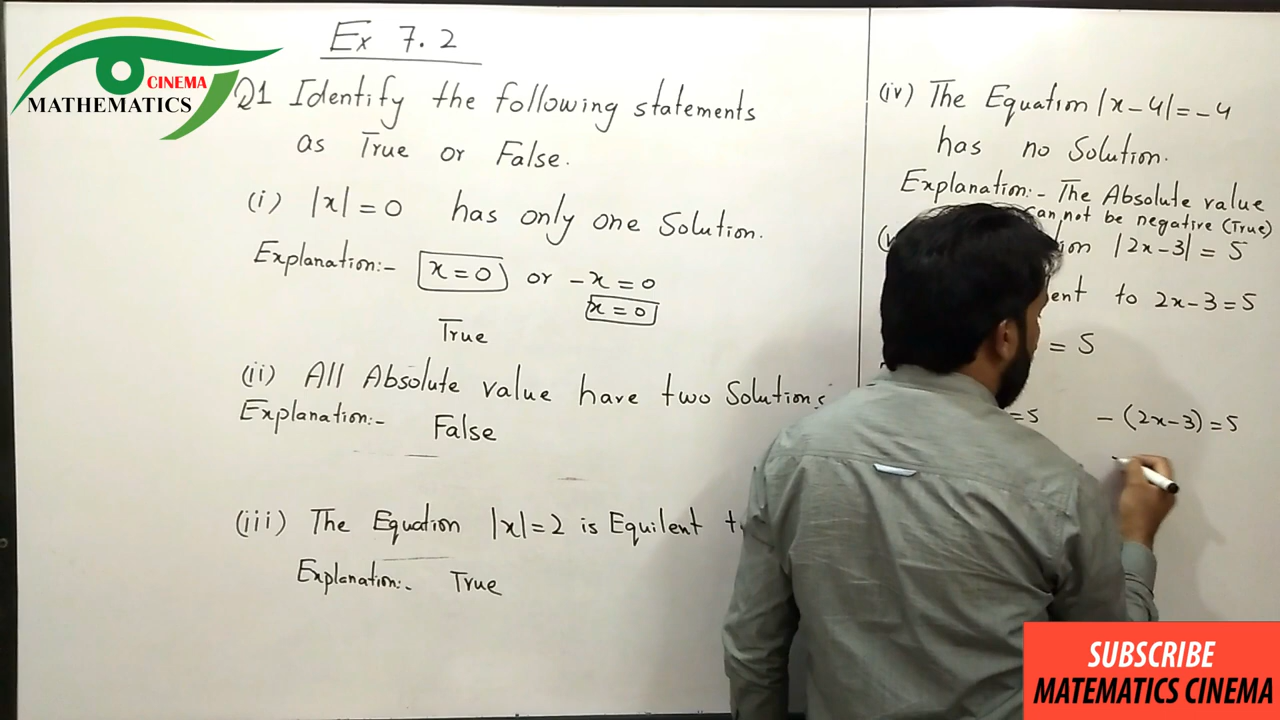 CINEMA
MATHEMATICS
Ex 7.2
Q1 Identify the following statements
as True or False.
(i) |x| = 0 has only one Solution.
Explanation:- x = 0 or -x = 0
x = 0
True
(ii) All Absolute value have two Solutions
Explanation:- False
(iii) The Equation |x| = 2 is Equilent
Explanation:- True
(iv) The Equation |x - 4| = -4
has no Solution.
Explanation:- The Absolute value
can not be negative (True)
|2x - 3| = 5
to 2x - 3 = 5
= 5
= 5 - (2x - 3) = 5
SUBSCRIBE
MATEMATICS CINEMA